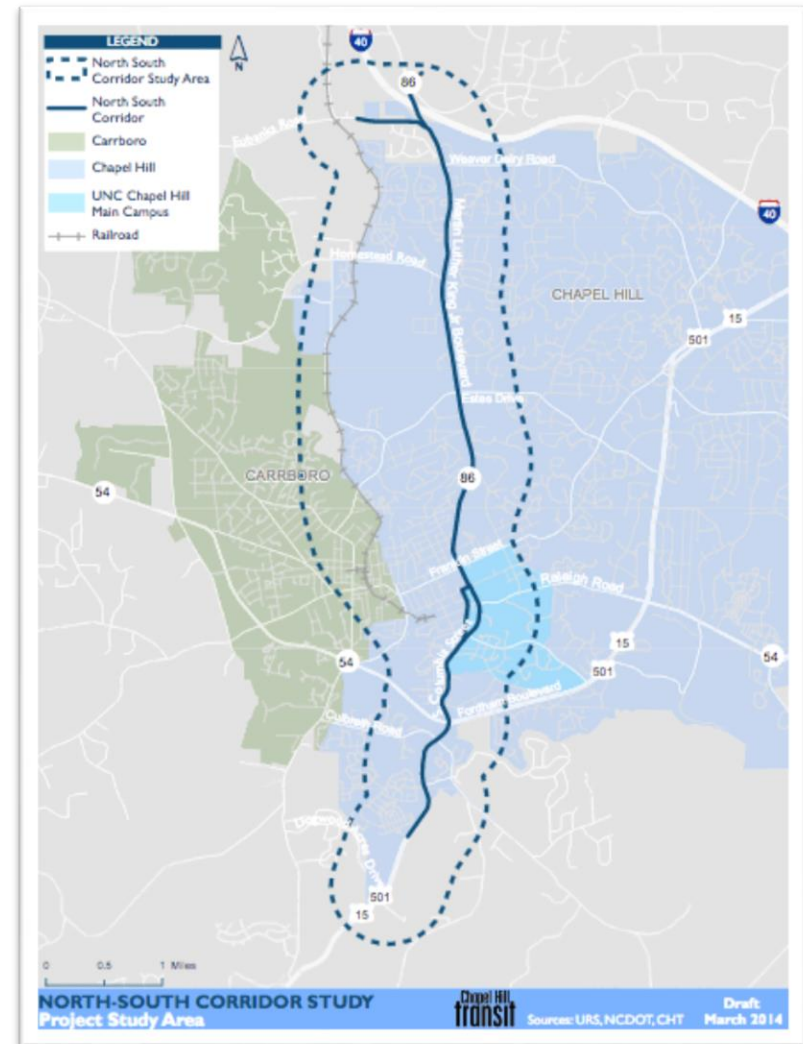 LEGEND
North South
Corridor Study Area
North South
Corridor
Carrboro
Chapel Hill
UNC Chapel Hill
Main Campus
Railroad
N
40
86
Eubanks Road
Weaver Dairy Road
40
Homestead Road
Martin Luther King Jr Boulevard
CHAPEL HILL
15
501
Estes Drive
CARRBORO
54
86
Franklin Street
Raleigh Road
S Columbia Street
15
54
54
501
Fordham Boulevard
Culbreth Road
Dogwood Acres Drive
501
15
0 0.5 1 Miles
NORTH-SOUTH CORRIDOR STUDY
Project Study Area
Chapel Hill
transit
Sources: URS, NCDOT, CHT
Draft
March 2014